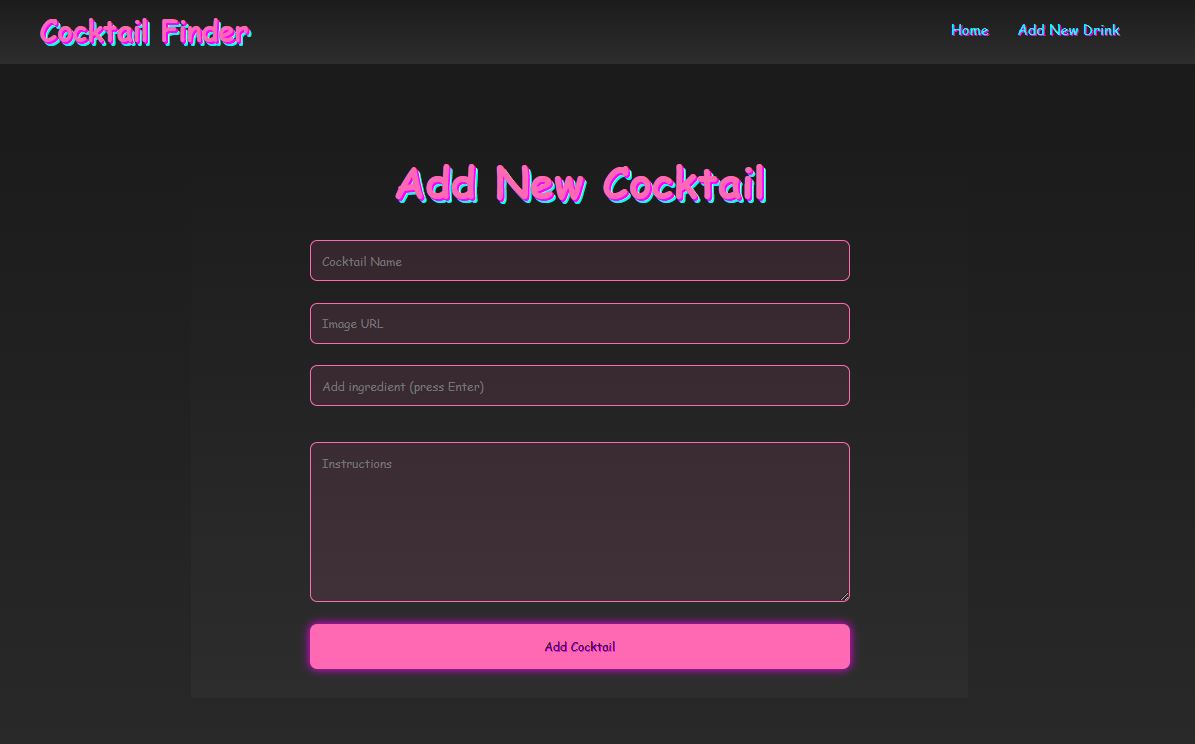 Cocktail Finder
Home
Add New Drink
Add New Cocktail
Cocktail Name
Image URL
Add ingredient (press Enter)
Instructions
Add Cocktail